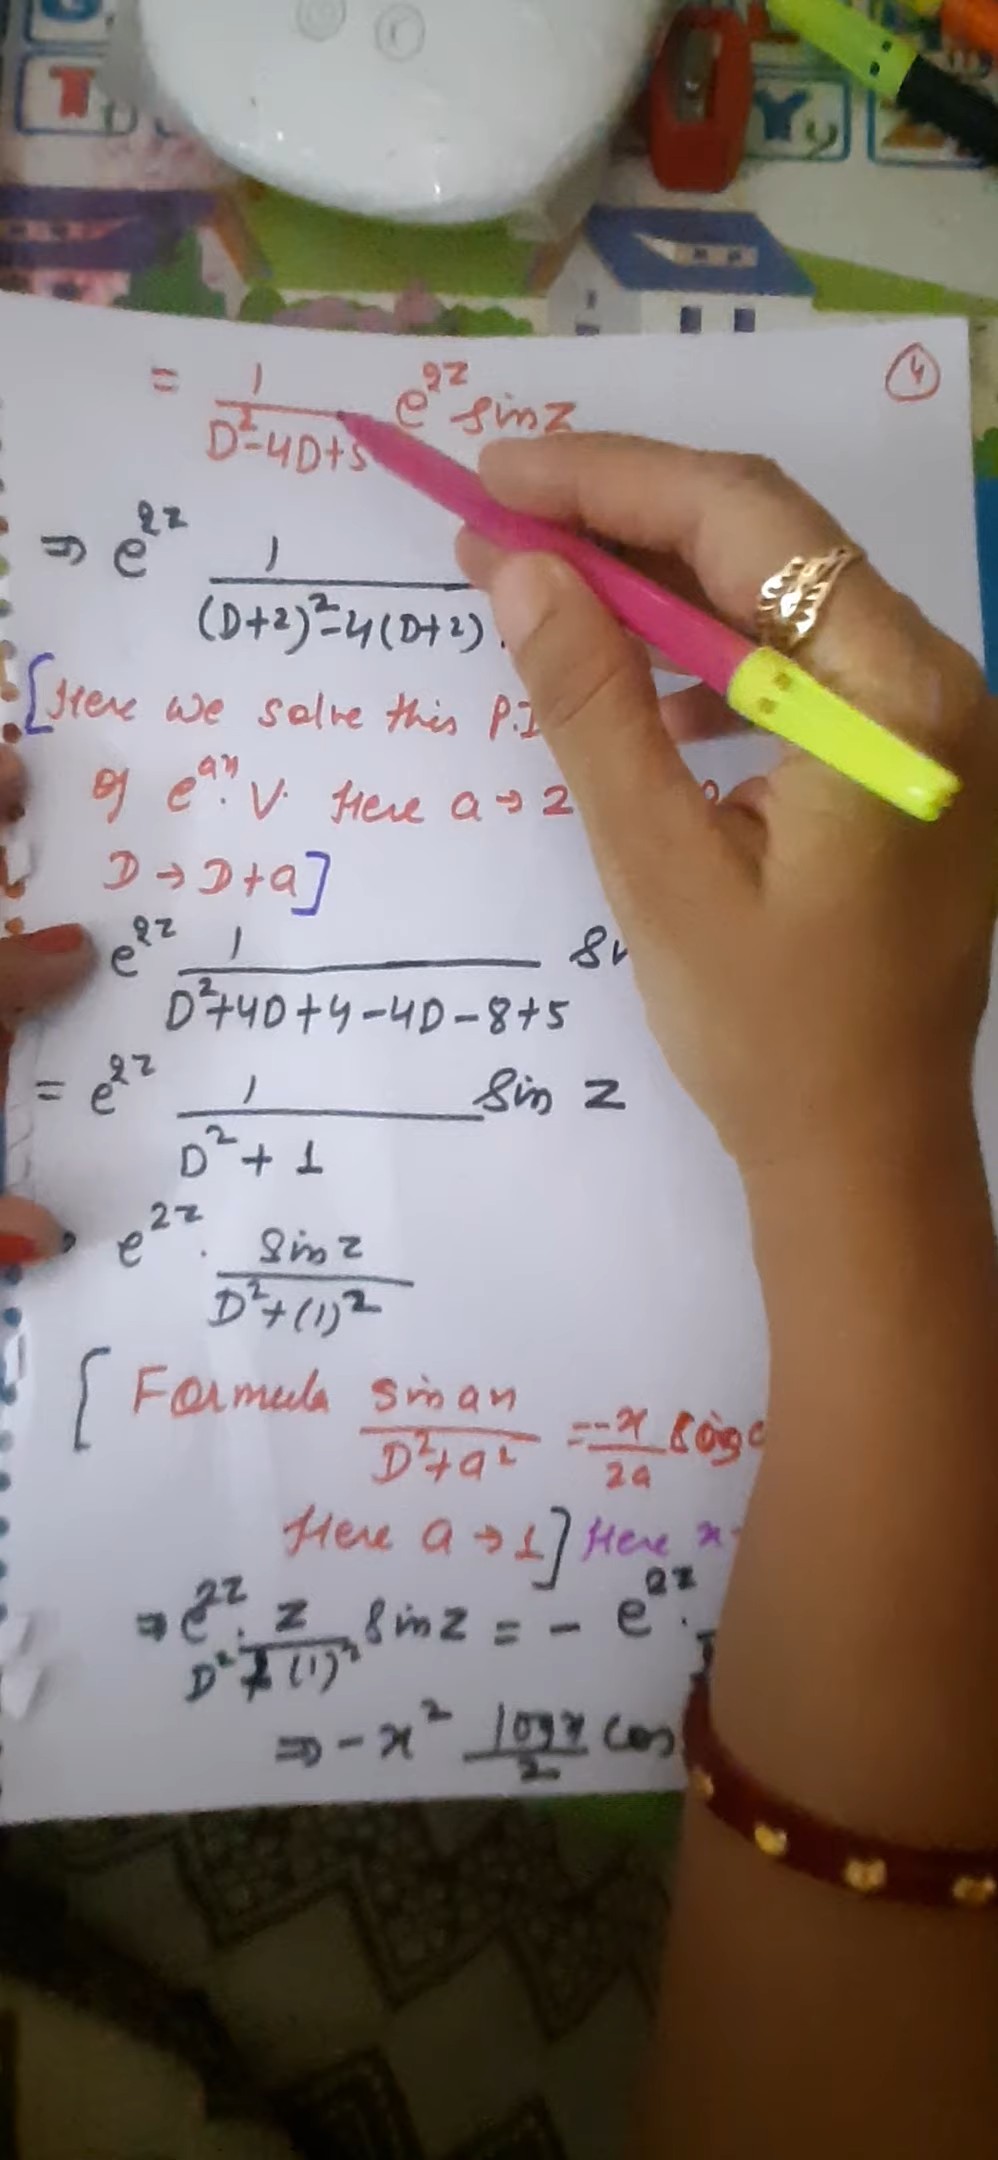 ④
= 1/(D²-4D+5) e^2z sin z
⇒ e^2z 1/((D+2)²-4(D+2)
[Here we solve this P.I
of e^ax. V. Here a → 2
D → D+a]
e^2z 1/(D²+4D+4-4D-8+5)
= e^2z 1/(D²+1) Sin z
e^2z . Sin z/(D²+(1)²)
[Formula sin ax/(D²+a²) = -x/2a
Here a → 1] Here x
⇒ e^2z . z/(D² (1)²) Sin z = - e^2z .
⇒ -x² logx/2 cos